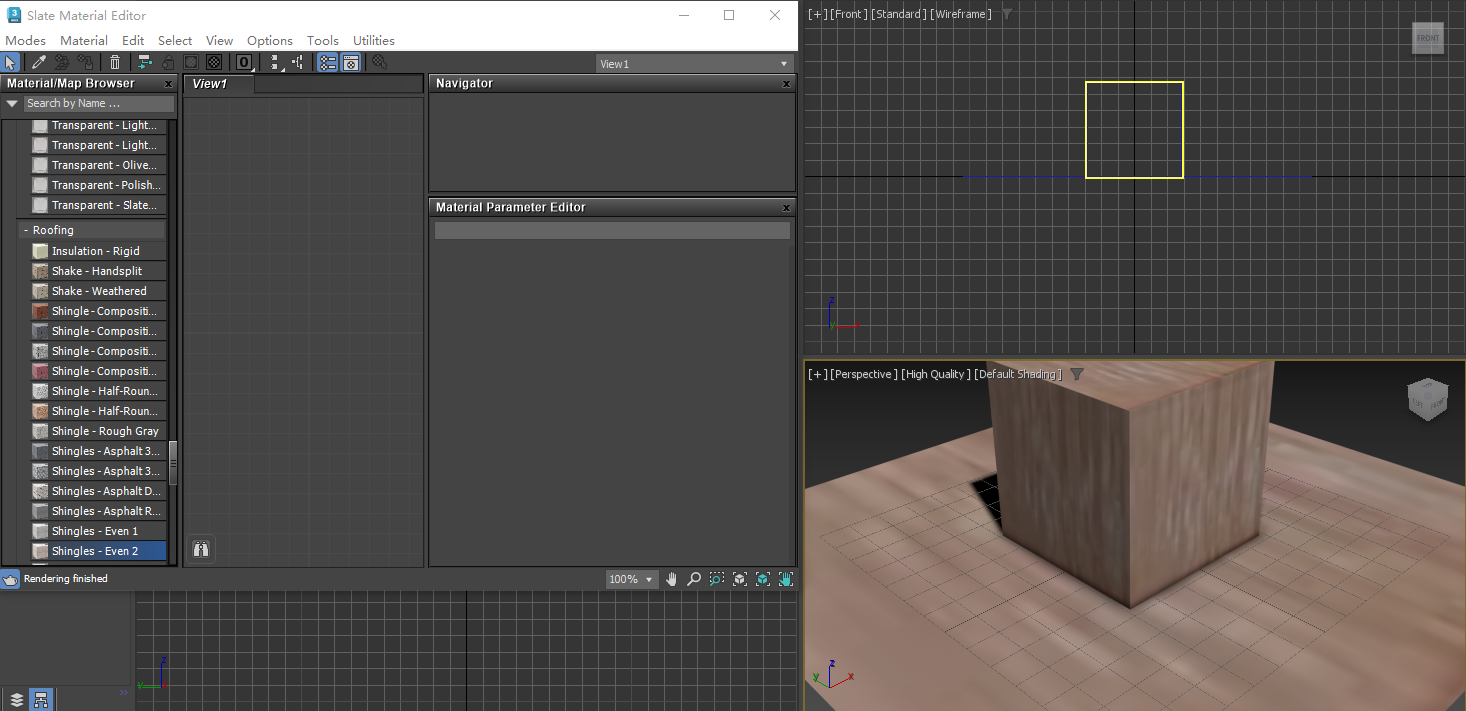 Slate Material Editor
Modes Material Edit Select View Options Tools Utilities
0
View1
Material/Map Browser x
Search by Name ...
Transparent - Light...
Transparent - Light...
Transparent - Olive...
Transparent - Polish...
Transparent - Slate...
- Roofing
Insulation - Rigid
Shake - Handsplit
Shake - Weathered
Shingle - Compositi...
Shingle - Compositi...
Shingle - Compositi...
Shingle - Compositi...
Shingle - Half-Roun...
Shingle - Half-Roun...
Shingle - Rough Gray
Shingles - Asphalt 3...
Shingles - Asphalt 3...
Shingles - Asphalt D...
Shingles - Asphalt R...
Shingles - Even 1
Shingles - Even 2
View1
Navigator x
Material Parameter Editor x
Rendering finished
100%
z
y x
>>
[+] [Front] [Standard] [Wireframe]
FRONT
z
y x
[+] [Perspective] [High Quality] [Default Shading]
LEFT FRONT
z
y x